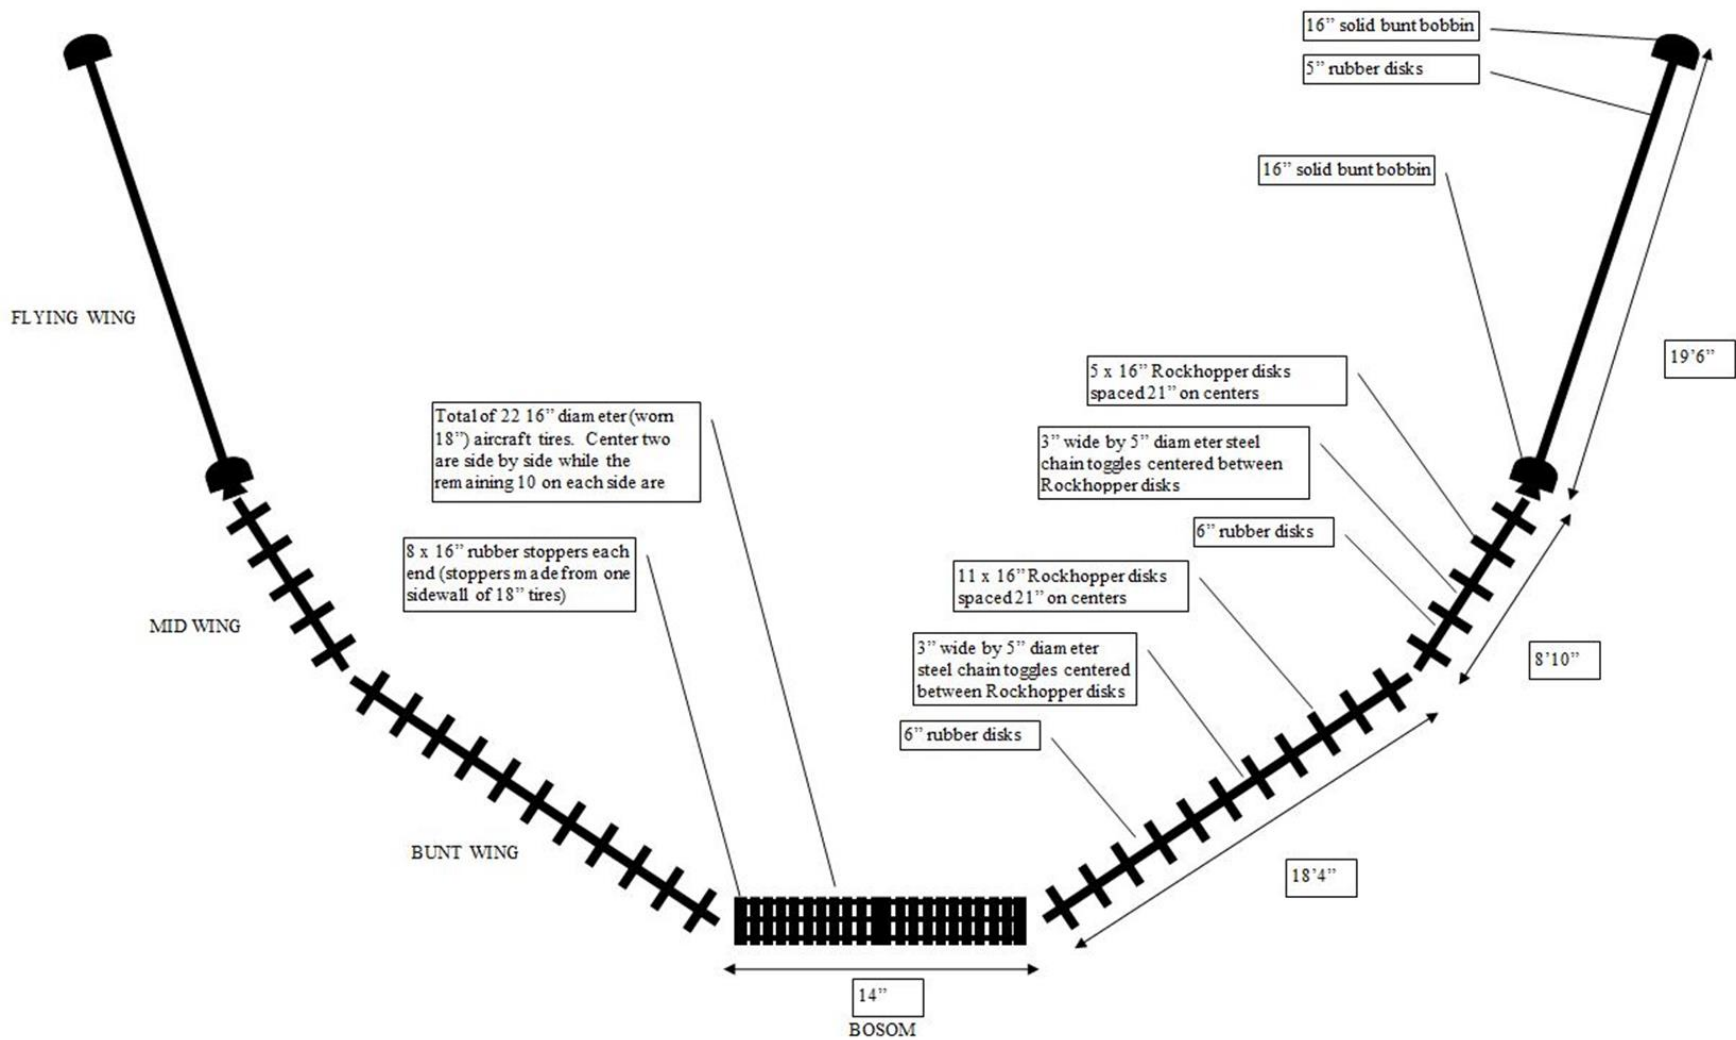 16” solid bunt bobbin
5” rubber disks
16” solid bunt bobbin
FLYING WING
19’6”
5 x 16” Rockhopper disks
spaced 21” on centers
Total of 22 16” diameter (worn
18”) aircraft tires. Center two
are side by side while the
remaining 10 on each side are
3” wide by 5” diameter steel
chain toggles centered between
Rockhopper disks
6” rubber disks
8 x 16” rubber stoppers each
end (stoppers made from one
sidewall of 18” tires)
11 x 16” Rockhopper disks
spaced 21” on centers
MID WING
3” wide by 5” diameter
steel chain toggles centered
between Rockhopper disks
8’10”
6” rubber disks
BUNT WING
18’4”
14”
BOSOM